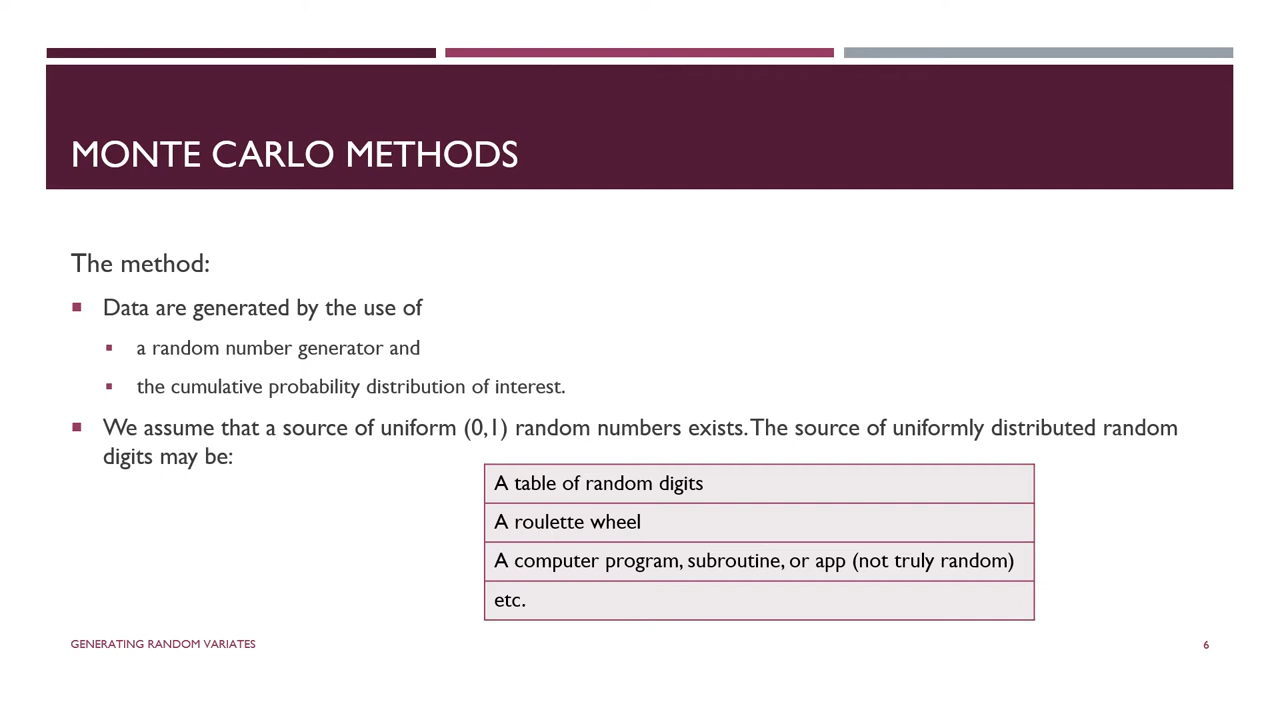 MONTE CARLO METHODS
The method:
Data are generated by the use of
a random number generator and
the cumulative probability distribution of interest.
We assume that a source of uniform (0,1) random numbers exists. The source of uniformly distributed random
digits may be:
A table of random digits
A roulette wheel
A computer program, subroutine, or app (not truly random)
etc.
GENERATING RANDOM VARIATES
6